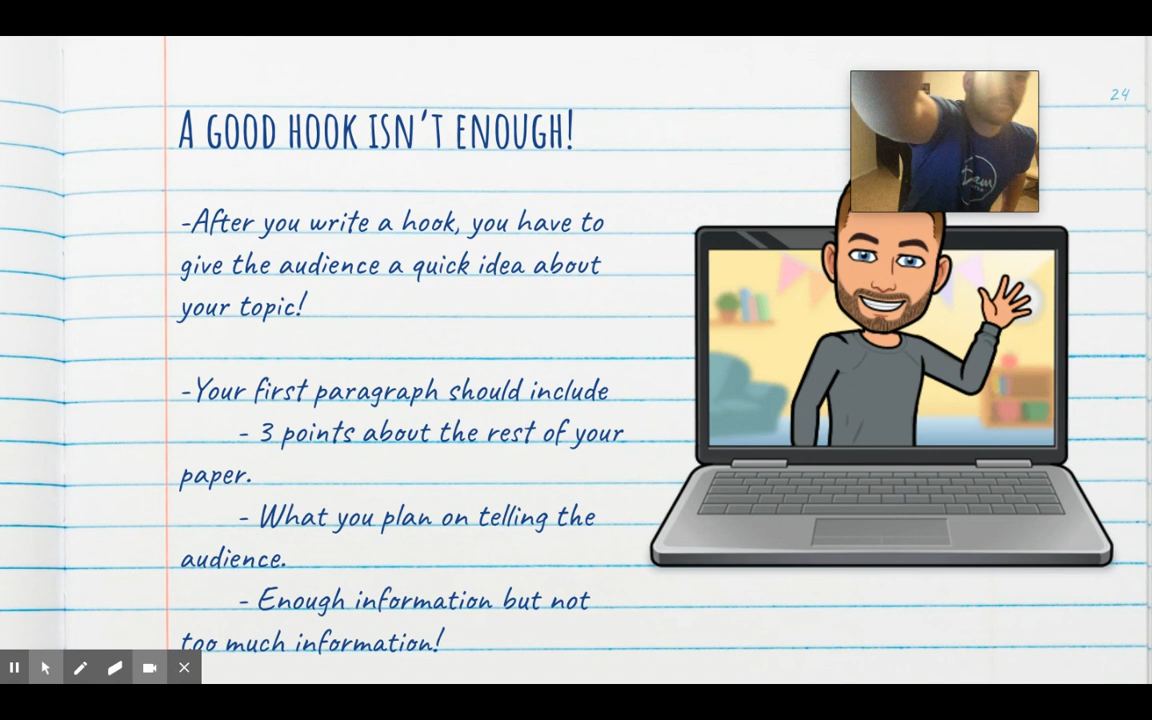 24
A GOOD HOOK ISN'T ENOUGH!
-After you write a hook, you have to
give the audience a quick idea about
your topic!
-Your first paragraph should include
- 3 points about the rest of your
paper.
- What you plan on telling the
audience.
- Enough information but not
too much information!